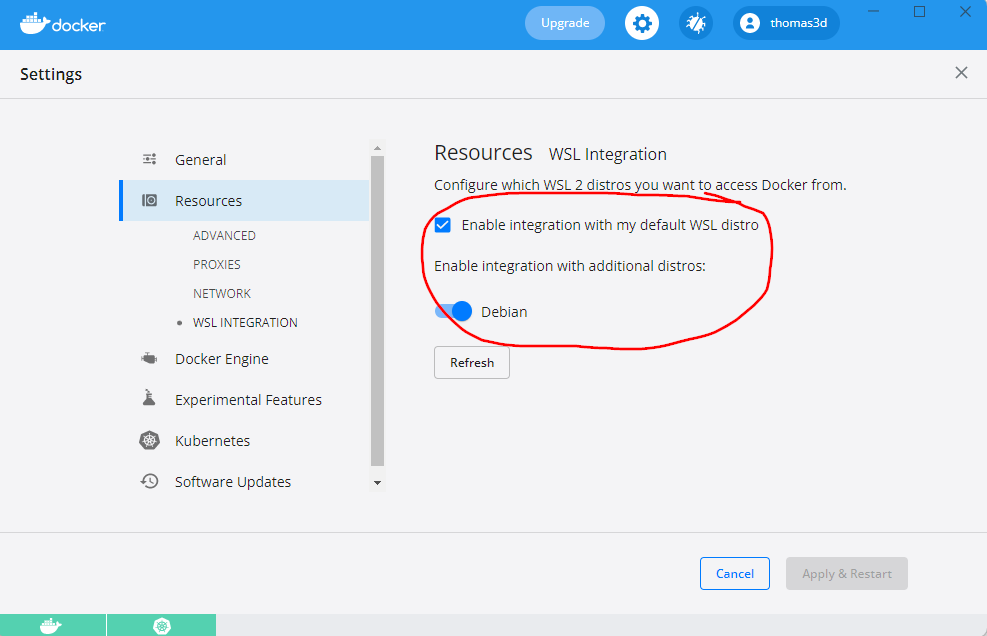 docker
Upgrade
thomas3d
Settings
General
Resources
ADVANCED
PROXIES
NETWORK
WSL INTEGRATION
Docker Engine
Experimental Features
Kubernetes
Software Updates
Resources WSL Integration
Configure which WSL 2 distros you want to access Docker from.
Enable integration with my default WSL distro
Enable integration with additional distros:
Debian
Refresh
Cancel
Apply & Restart